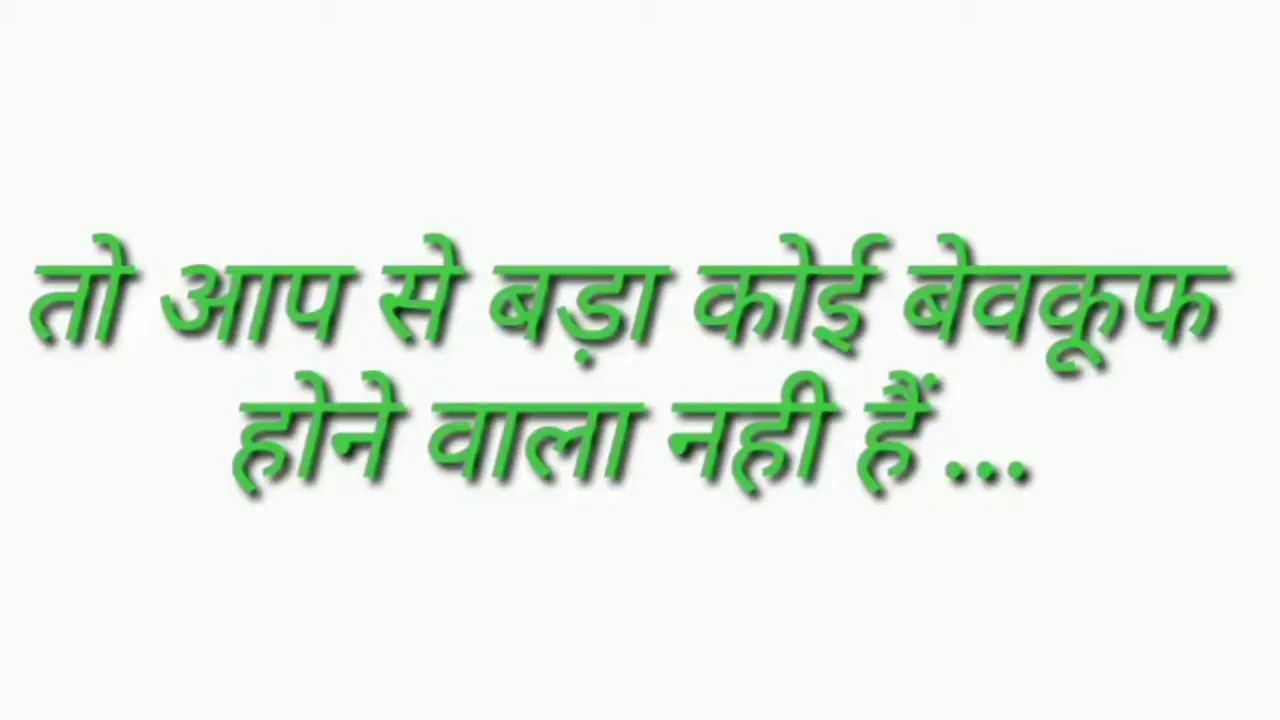 तो आप से बड़ा कोई बेवकूफ
होने वाला नही हैं ...